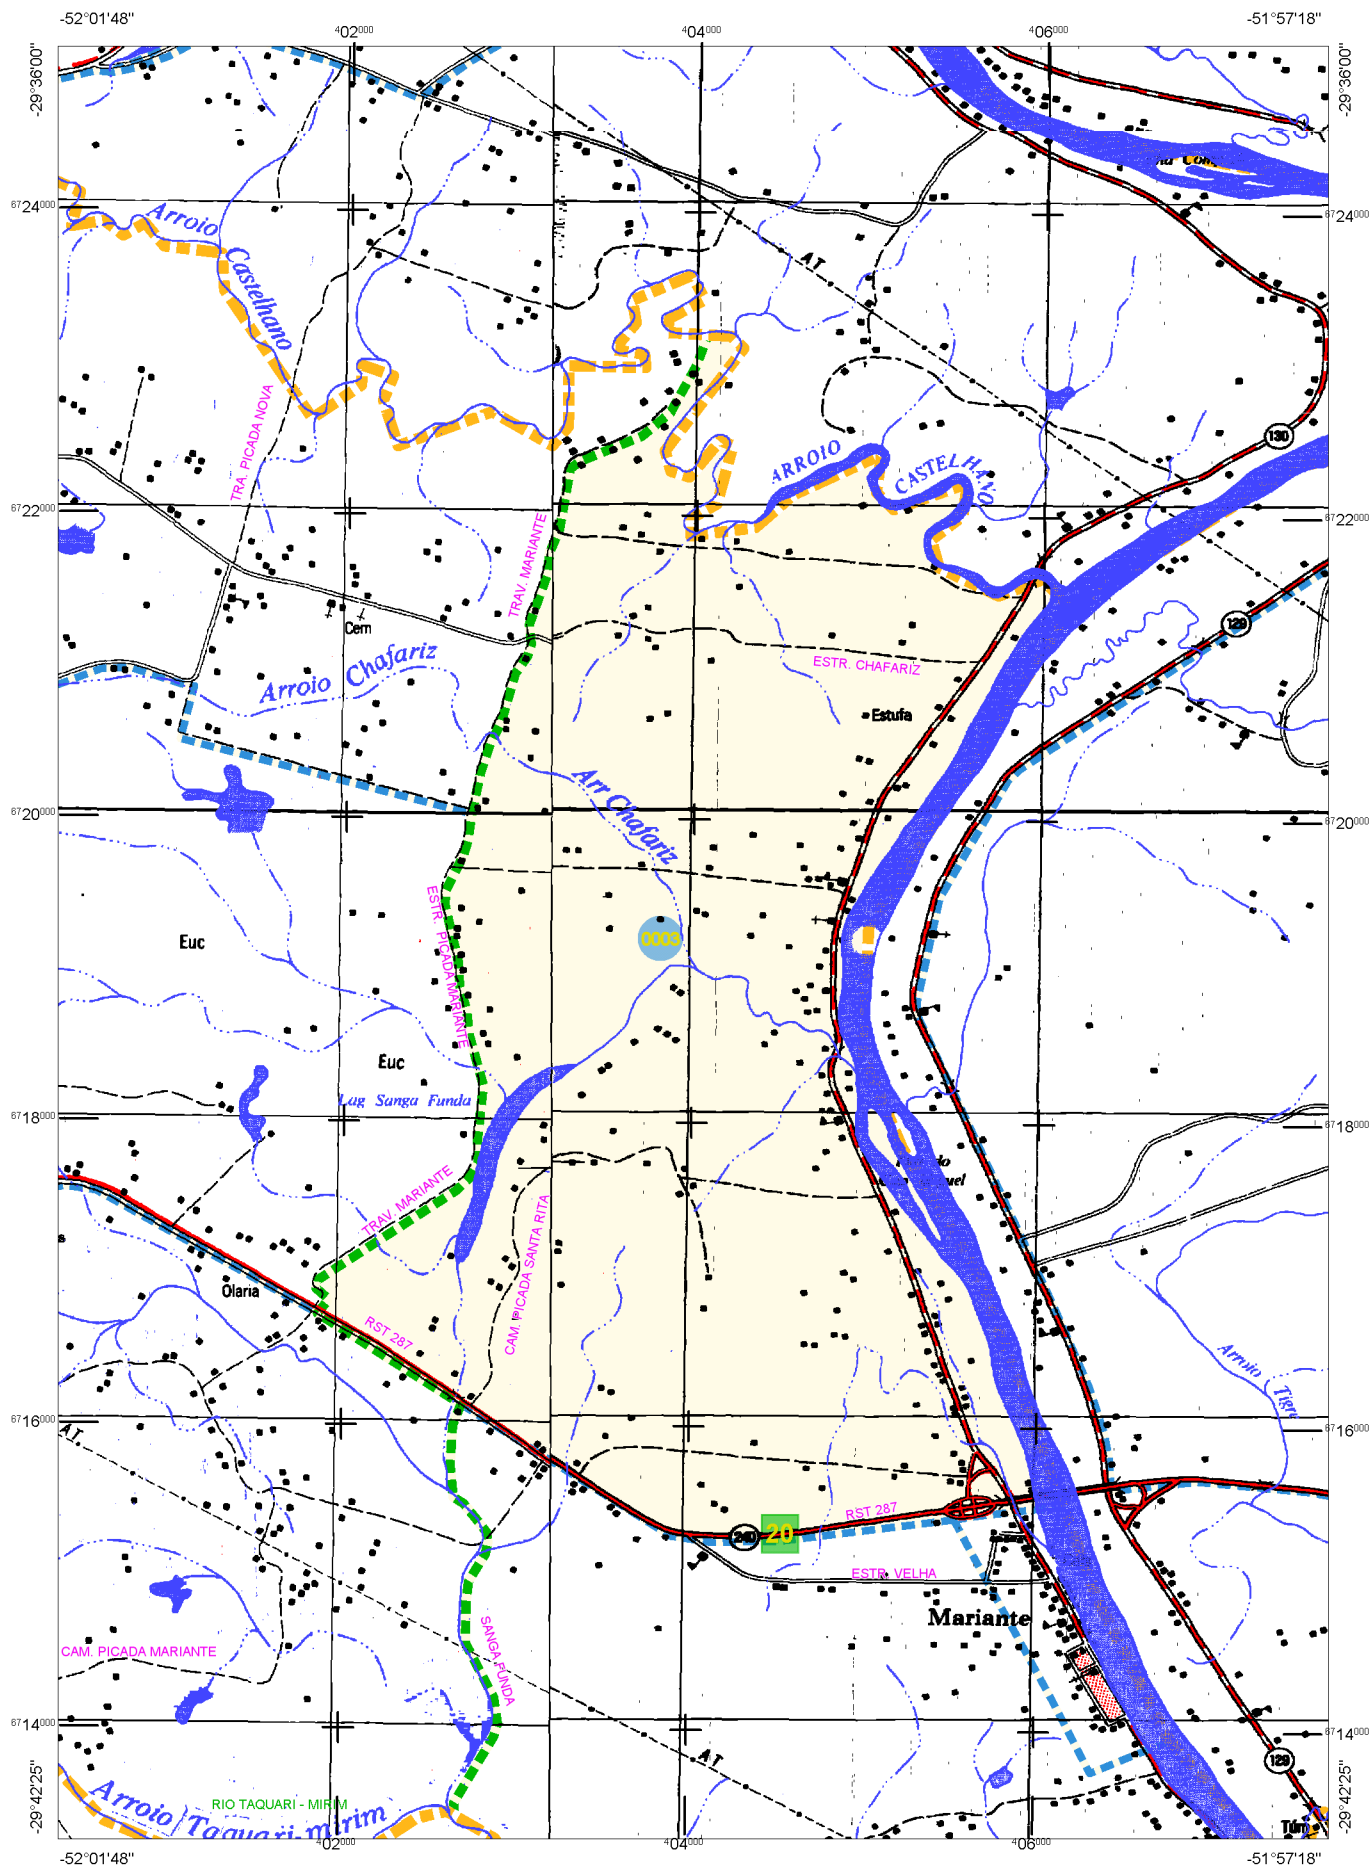 -52°01'48"
-51°57'18"
402000
404000
406000
-29°36'00"
-29°36'00"
6724000
6724000
Arroio
Castelhano
AT
TRA. PICADA NOVA
130
ARROIO
CASTELHANO
6722000
6722000
TRAV. MARIANTE
129
Cem
Arroio Chafariz
ESTR. CHAFARIZ
Estufa
Arr Chafariz
6720000
6720000
ESTR. PICADA MARIANTE
0003
Euc
Euc
Lag Sanga Funda
6718000
6718000
TRAV. MARIANTE
CAM. PICADA SANTA RITA
Olaria
RST 287
Arroio Tigre
6716000
6716000
AT
RST 287
20
ESTR. VELHA
Mariante
SANGA FUNDA
CAM. PICADA MARIANTE
6714000
6714000
AT
129
RIO TAQUARI - MIRIM
Arroio Taquari-mirim
-29°42'25"
-29°42'25"
402000
404000
406000
-52°01'48"
-51°57'18"